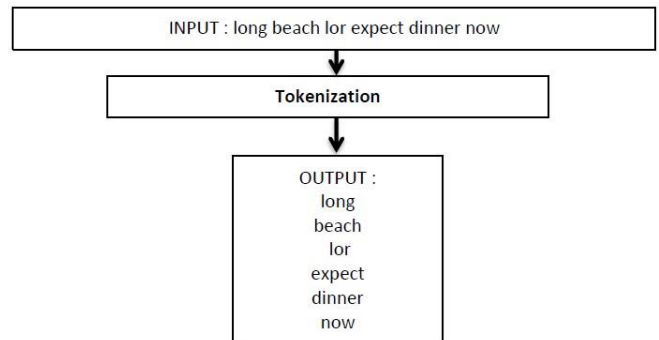 INPUT : long beach lor expect dinner now
Tokenization
OUTPUT :
long
beach
lor
expect
dinner
now